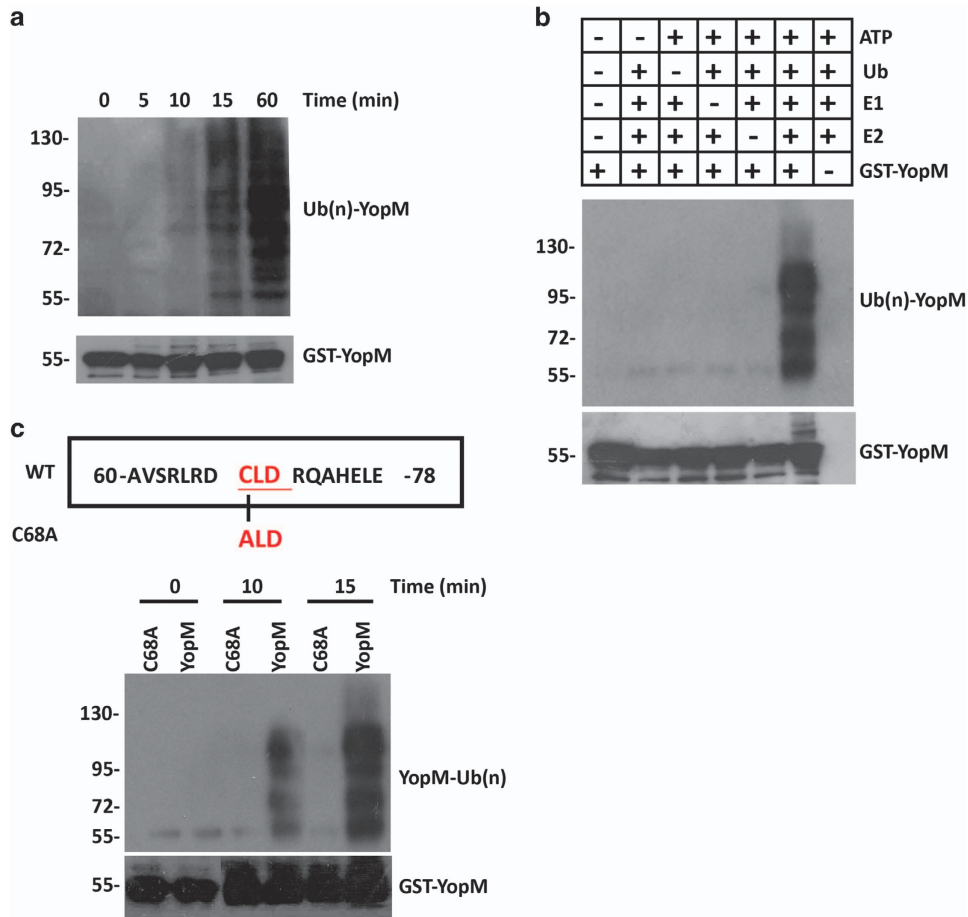 a
0 5 10 15 60 Time (min)
130-
95-
72-
55-
Ub(n)-YopM
55-
GST-YopM
b
- - + + + + + ATP
- + - + + + + Ub
- + + - + + + E1
- + + + - + + E2
+ + + + + + - GST-YopM
130-
95-
72-
55-
Ub(n)-YopM
55-
GST-YopM
c
WT 60-AVSRLRD CLD RQAHELE -78
C68A ALD
0 10 15 Time (min)
C68A YopM C68A YopM C68A YopM
130-
95-
72-
55-
YopM-Ub(n)
55-
GST-YopM